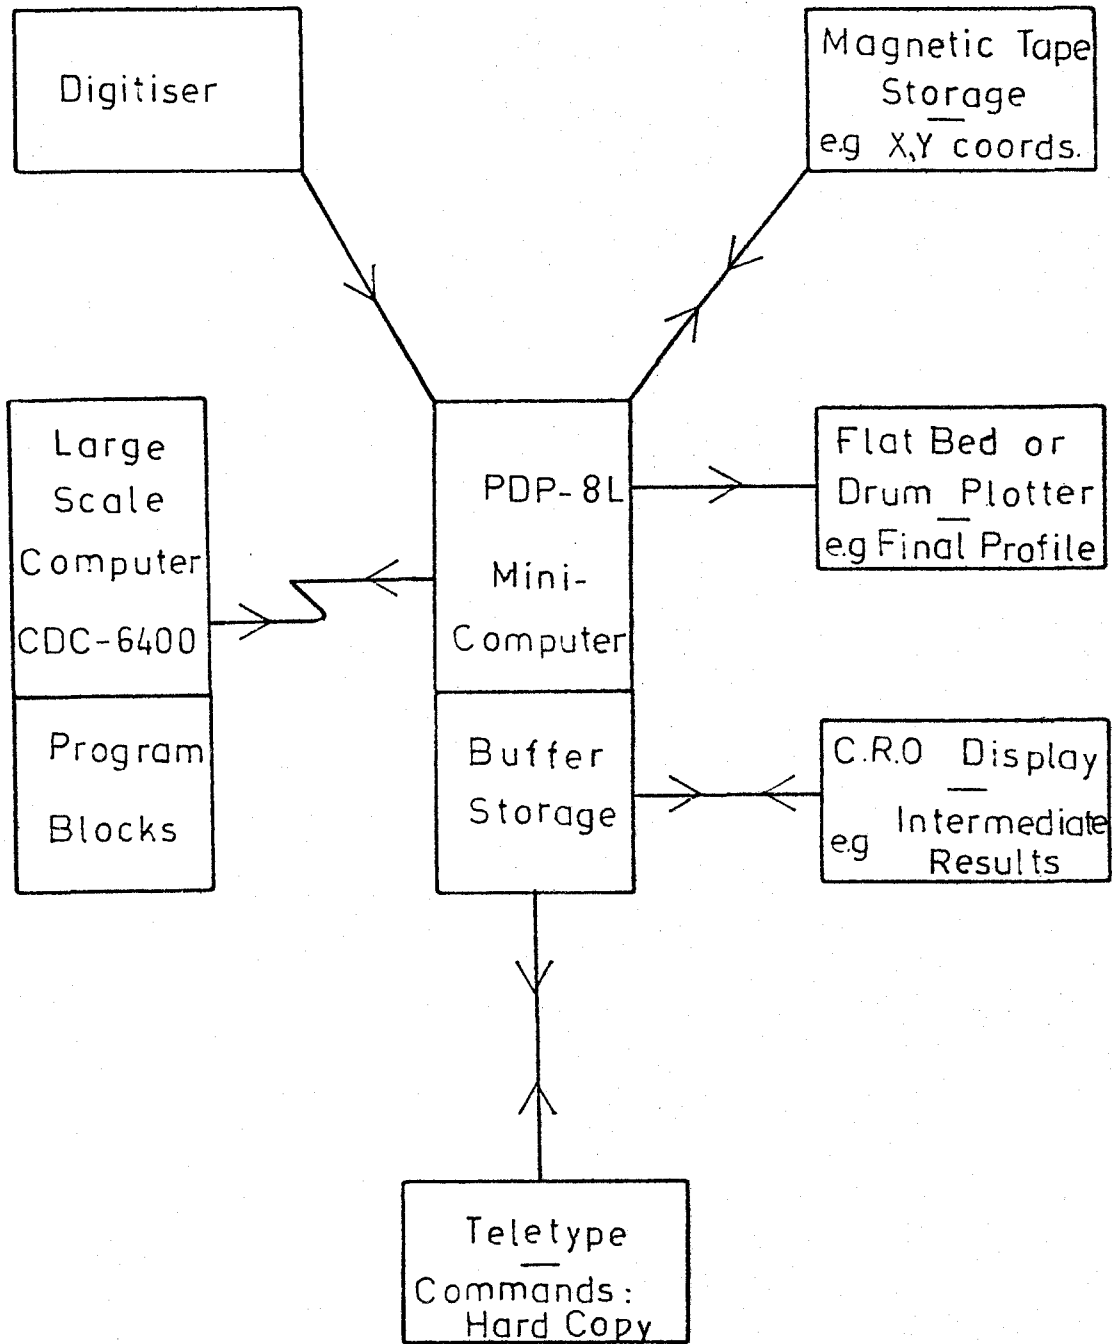 Digitiser
Magnetic Tape
Storage
e.g X,Y coords.
Large
Scale
Computer
CDC-6400
Program
Blocks
PDP-8L
Mini-
Computer
Buffer
Storage
Flat Bed or
Drum Plotter
e.g Final Profile
C.R.O Display
e.g Intermediate
Results
Teletype
Commands:
Hard Copy